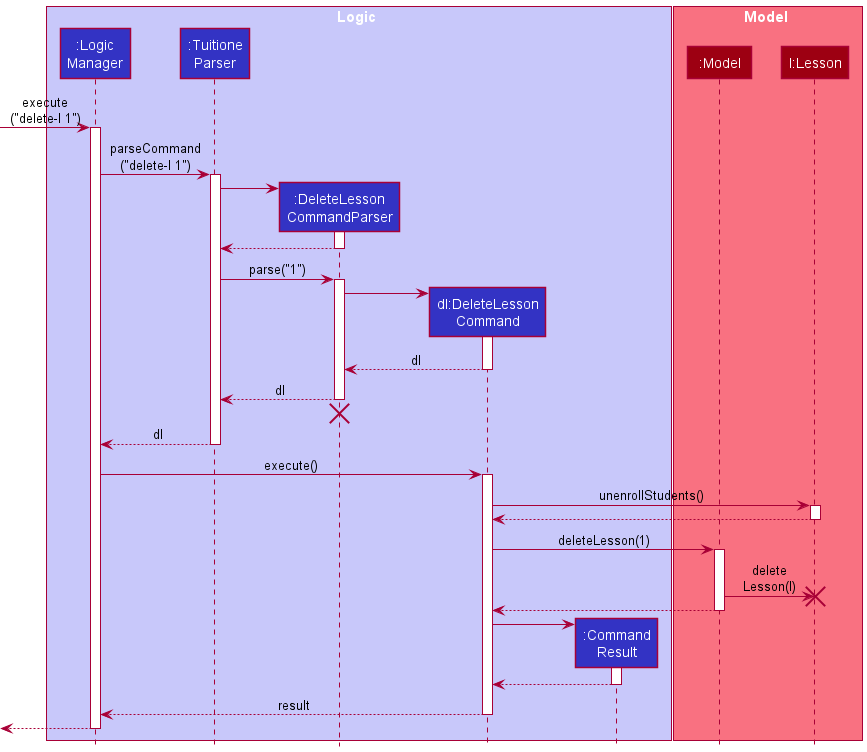 Logic
Model
:Logic
Manager
:Tuitione
Parser
:Model
l:Lesson
execute
("delete-l 1")
parseCommand
("delete-l 1")
:DeleteLesson
CommandParser
parse("1")
dl:DeleteLesson
Command
dl
dl
dl
execute()
unenrollStudents()
deleteLesson(1)
delete
Lesson(l)
:Command
Result
result